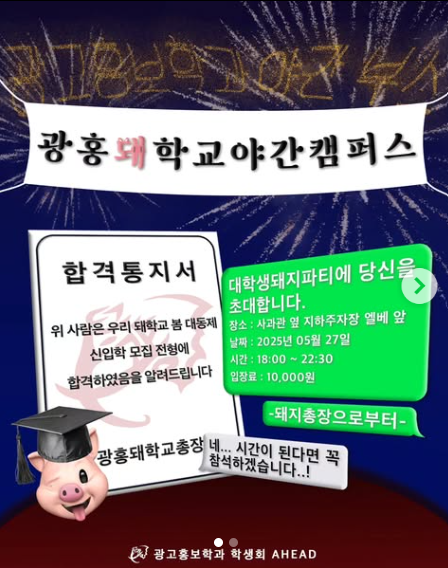 광홍돼학교야간캠퍼스
합격통지서
위 사람은 우리 돼학교 봄 대동제
신입학 모집 전형에
합격하였음을 알려드립니다
광홍돼학교총장
대학생돼지파티에 당신을
초대합니다.
장소 : 사과관 옆 지하주차장 엘베 앞
날짜 : 2025년 05월 27일
시간 : 18:00 ~ 22:30
입장료 : 10,000원
-돼지총장으로부터-
네... 시간이 된다면 꼭
참석하겠습니다..!
광고홍보학과 학생회 AHEAD